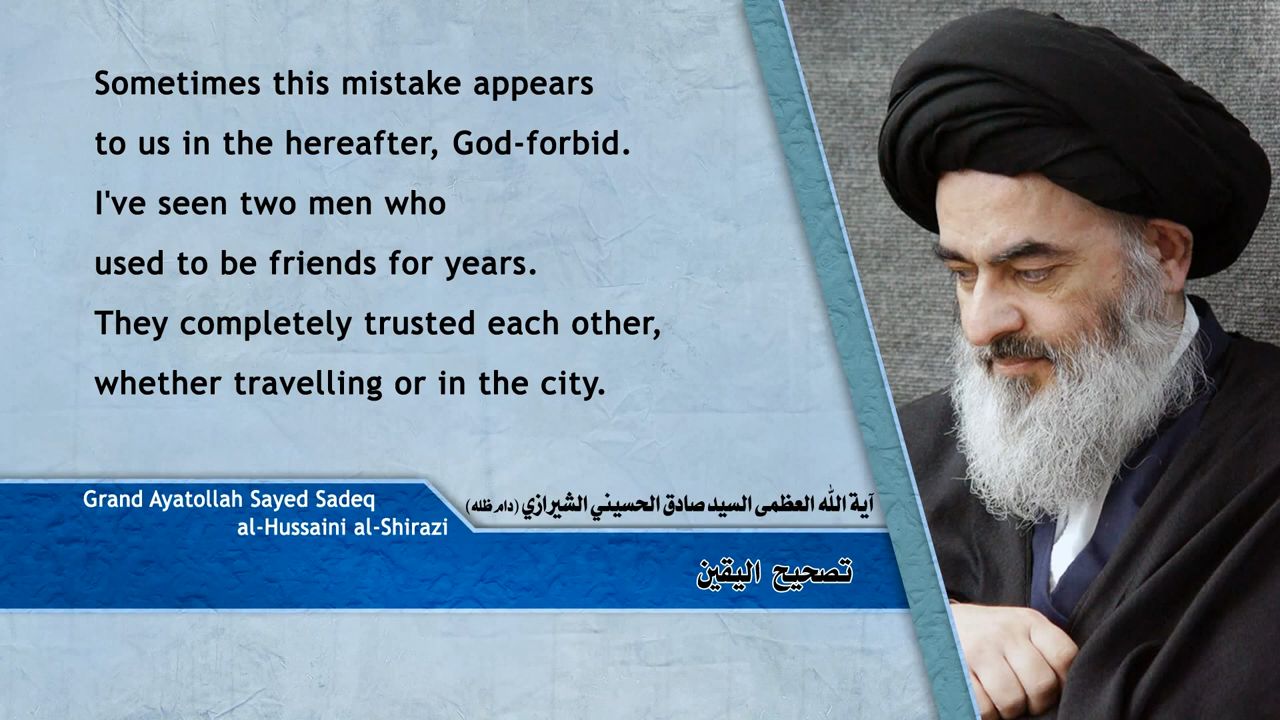 Sometimes this mistake appears
to us in the hereafter, God-forbid.
I've seen two men who
used to be friends for years.
They completely trusted each other,
whether travelling or in the city.
Grand Ayatollah Sayed Sadeq
al-Hussaini al-Shirazi
آية الله العظمى السيد صادق الحسيني الشيرازي (دام ظله)
تصحيح اليقين